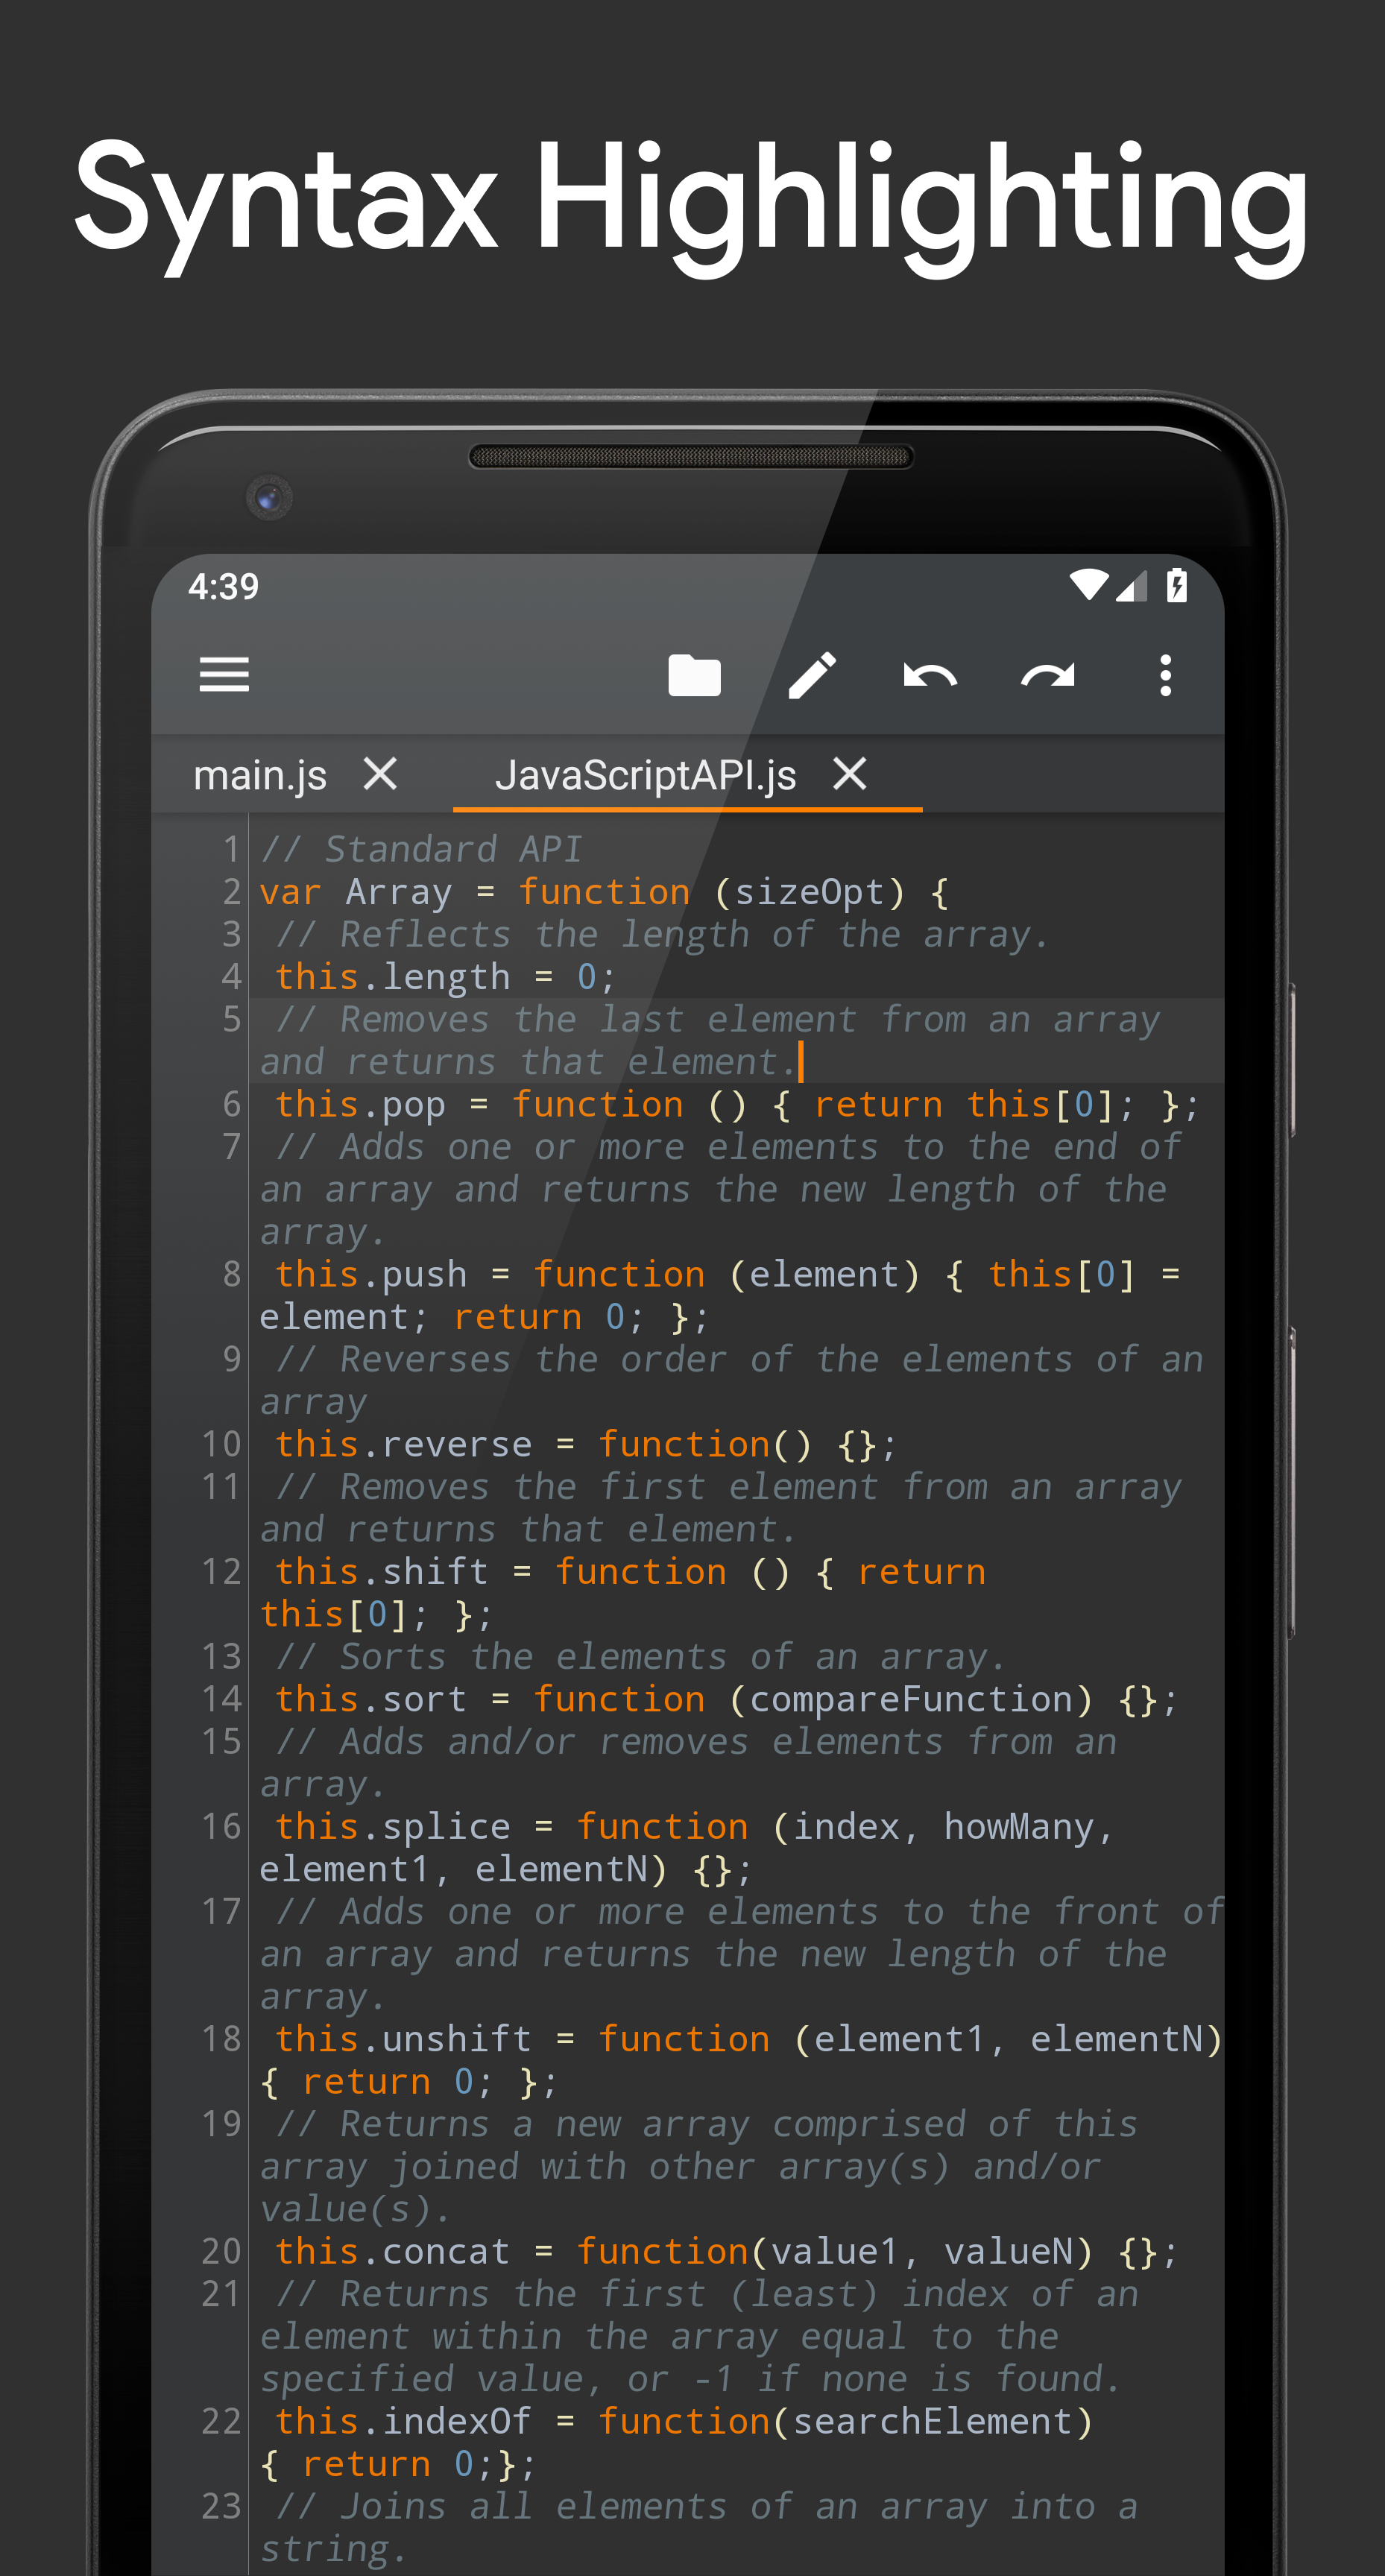 Syntax Highlighting
4:39
main.js
JavaScriptAPI.js
1 // Standard API
2 var Array = function (sizeOpt) {
3 // Reflects the length of the array.
4 this.length = 0;
5 // Removes the last element from an array
and returns that element.
6 this.pop = function () { return this[0]; };
7 // Adds one or more elements to the end of
an array and returns the new length of the
array.
8 this.push = function (element) { this[0] =
element; return 0; };
9 // Reverses the order of the elements of an
array
10 this.reverse = function() {};
11 // Removes the first element from an array
and returns that element.
12 this.shift = function () { return
this[0]; };
13 // Sorts the elements of an array.
14 this.sort = function (compareFunction) {};
15 // Adds and/or removes elements from an
array.
16 this.splice = function (index, howMany,
element1, elementN) {};
17 // Adds one or more elements to the front of
an array and returns the new length of the
array.
18 this.unshift = function (element1, elementN)
{ return 0; };
19 // Returns a new array comprised of this
array joined with other array(s) and/or
value(s).
20 this.concat = function(value1, valueN) {};
21 // Returns the first (least) index of an
element within the array equal to the
specified value, or -1 if none is found.
22 this.indexOf = function(searchElement)
{ return 0;};
23 // Joins all elements of an array into a
string.